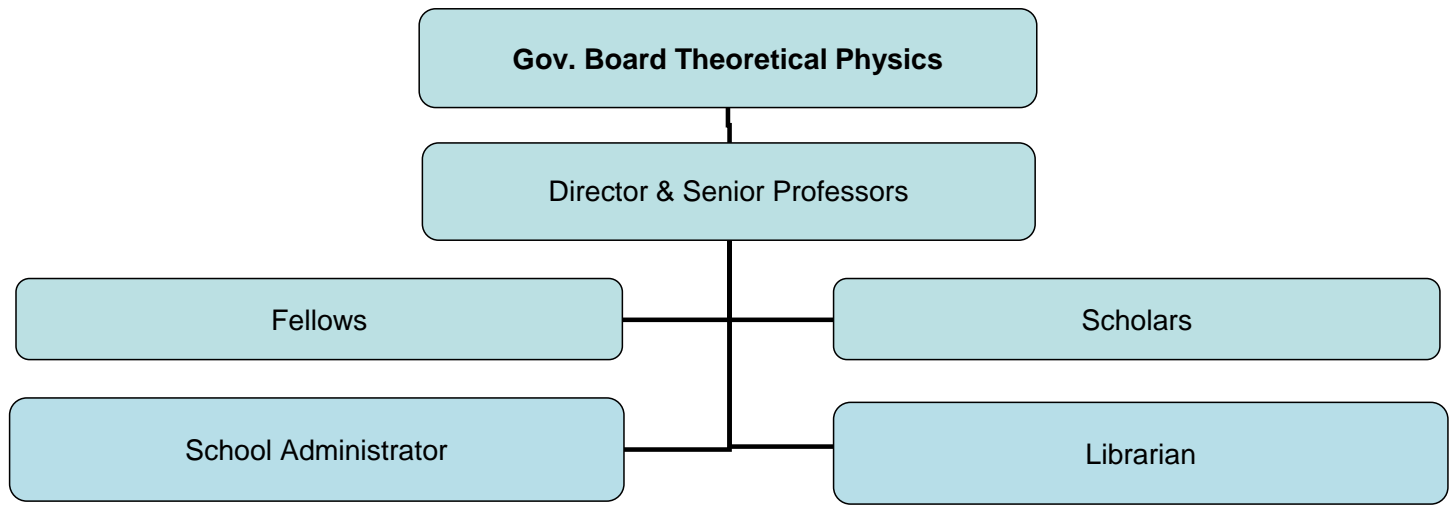 Gov. Board Theoretical Physics
Director & Senior Professors
Fellows
Scholars
School Administrator
Librarian